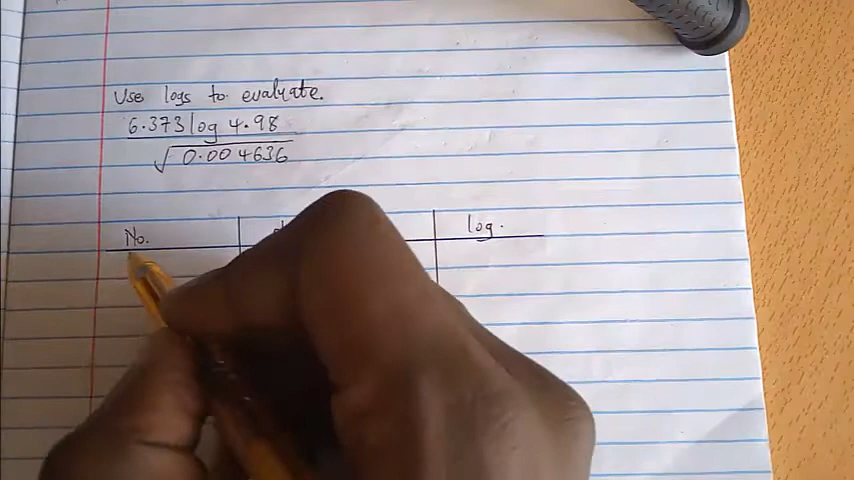 Use logs to evaluate.
6.373 log 4.98
√0.004636
No.
log.